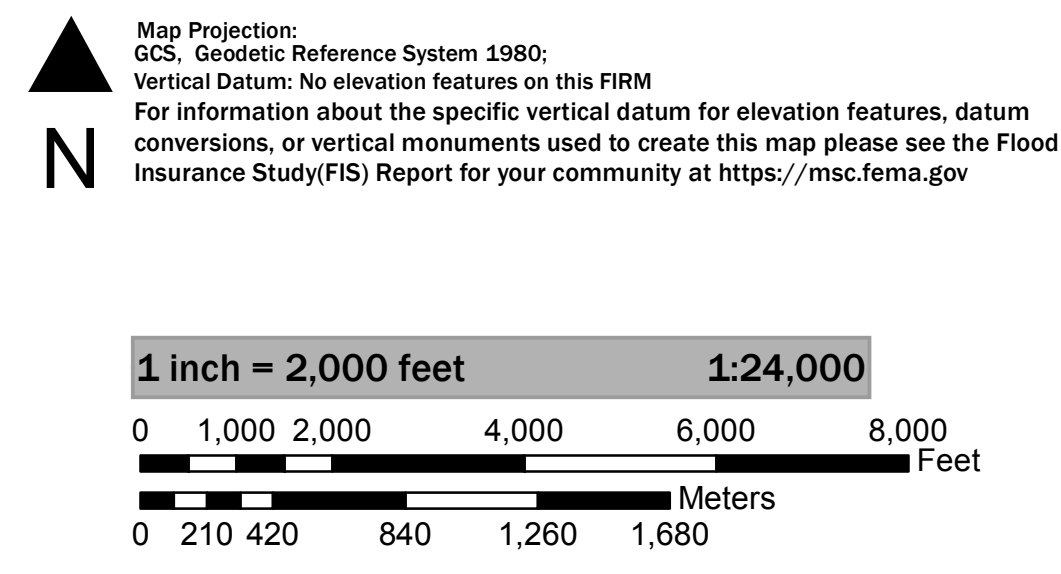 Map Projection:
GCS, Geodetic Reference System 1980;
Vertical Datum: No elevation features on this FIRM
For information about the specific vertical datum for elevation features, datum
conversions, or vertical monuments used to create this map please see the Flood
Insurance Study(FIS) Report for your community at https://msc.fema.gov
N
1 inch = 2,000 feet 1:24,000
0 1,000 2,000 4,000 6,000 8,000
Feet
Meters
0 210 420 840 1,260 1,680